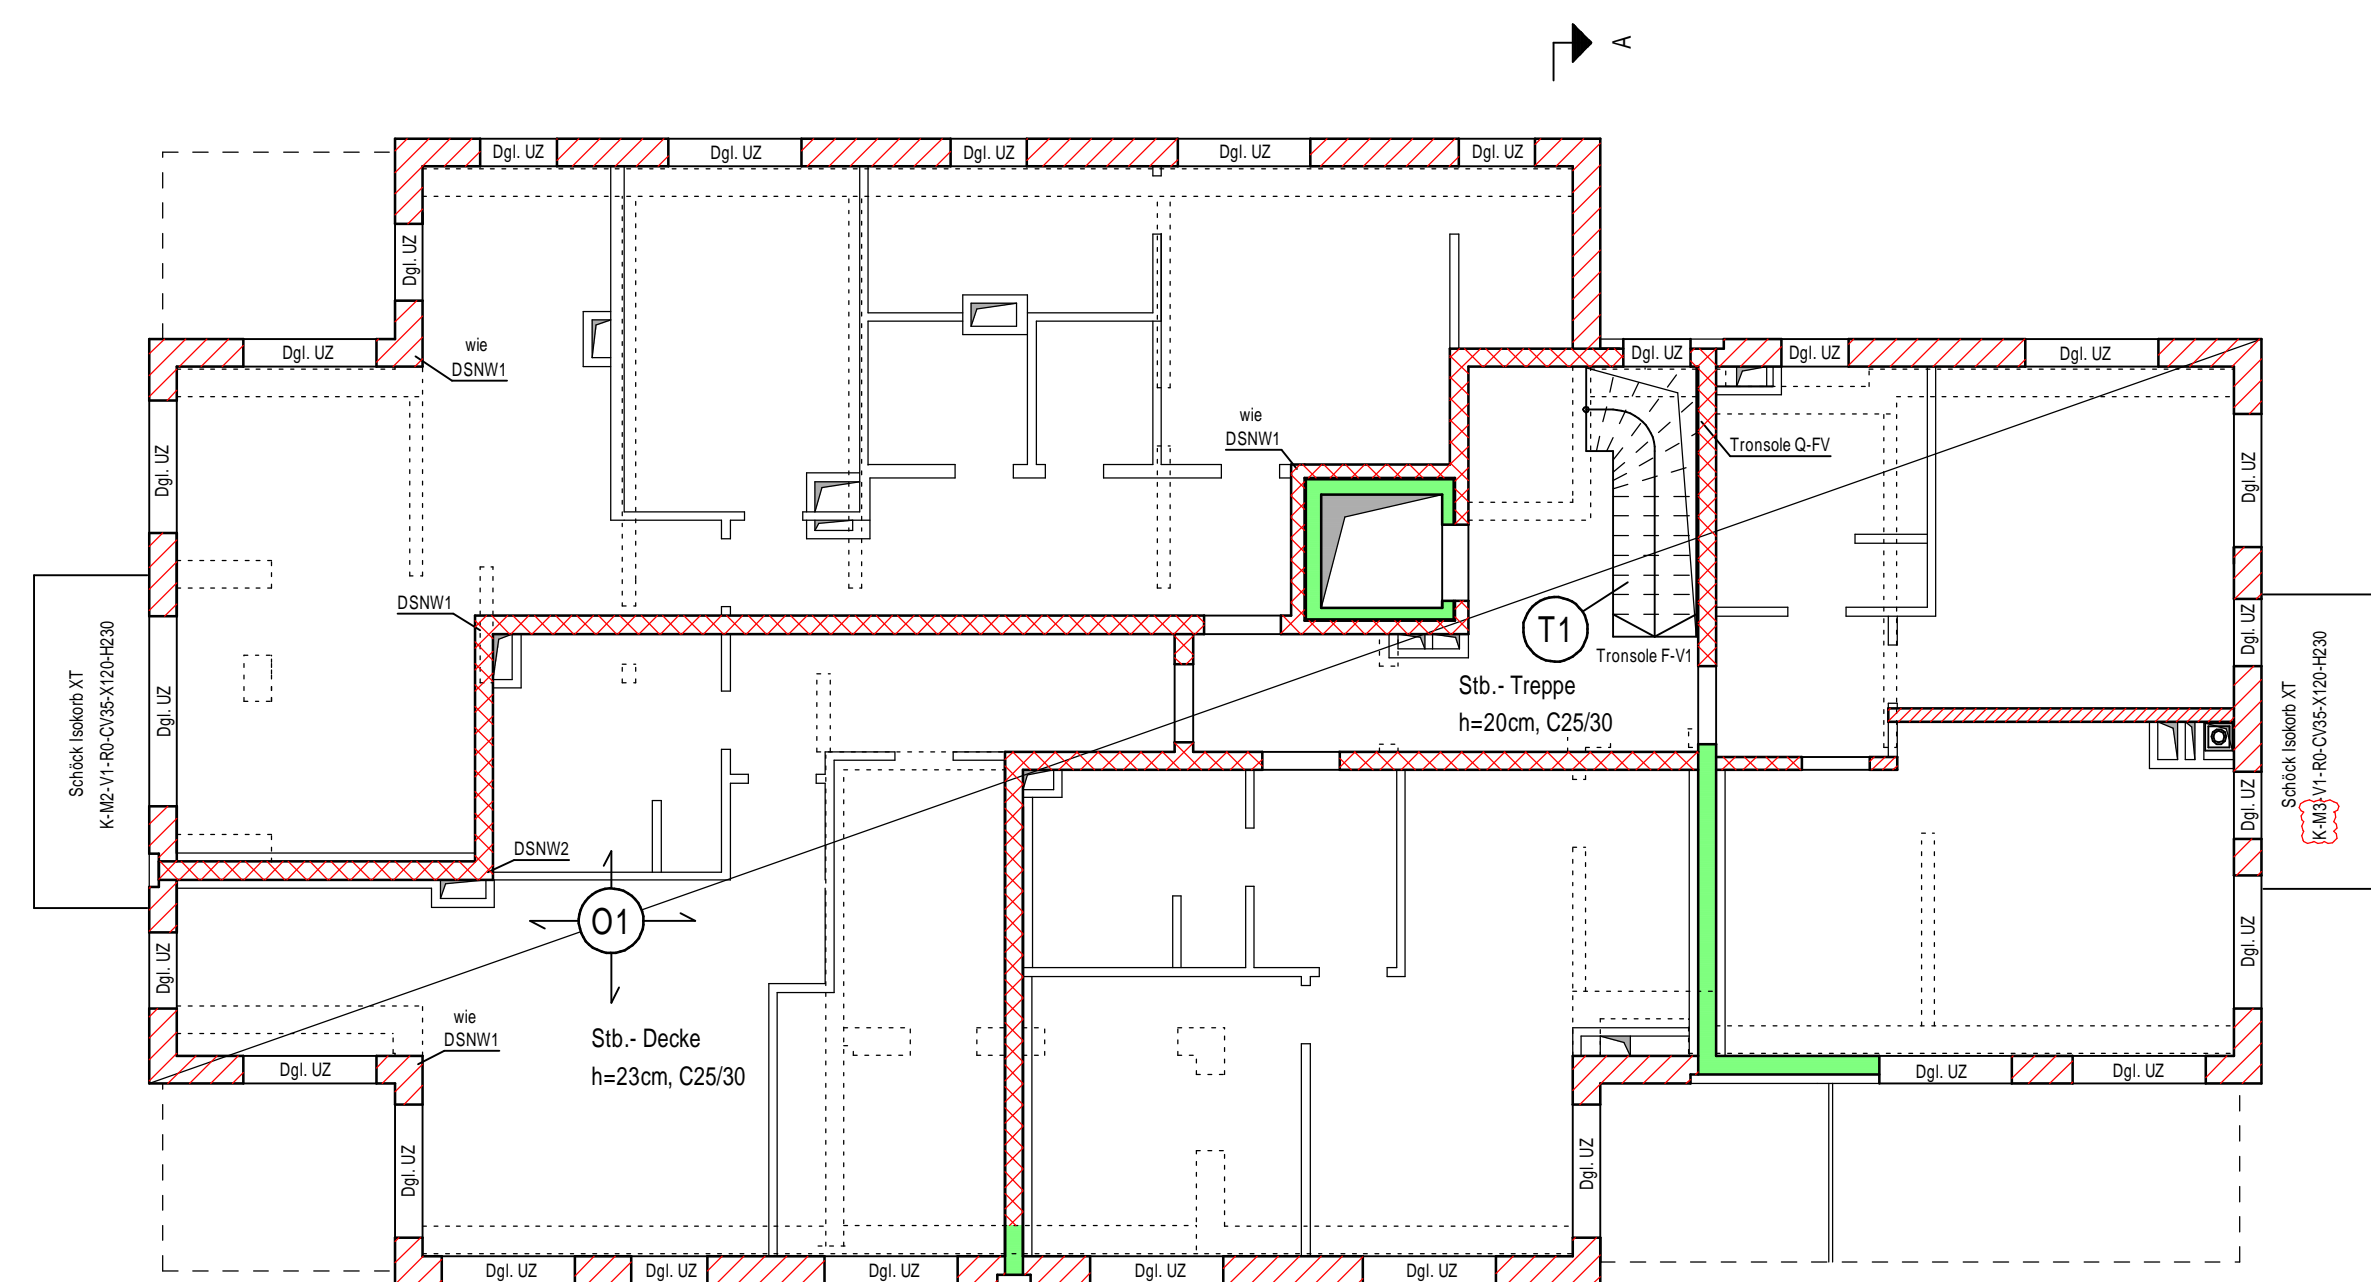 A
Dgl. UZ
Dgl. UZ
Dgl. UZ
Dgl. UZ
Dgl. UZ
Dgl. UZ
Dgl. UZ
wie
DSNW1
Dgl. UZ
Dgl. UZ
Dgl. UZ
wie
DSNW1
Tronsole Q-FV
Dgl. UZ
Dgl. UZ
DSNW1
T1
Tronsole F-V1
Dgl. UZ
Schöck Isokorb XT
K-M2-V1-R0-CV35-X120-H230
Dgl. UZ
Stb.- Treppe
h=20cm, C25/30
Schöck Isokorb XT
K-M3-V1-R0-CV35-X120-H230
Dgl. UZ
DSNW2
O1
Dgl. UZ
Dgl. UZ
wie
DSNW1
Stb.- Decke
h=23cm, C25/30
Dgl. UZ
Dgl. UZ
Dgl. UZ
Dgl. UZ
Dgl. UZ
Dgl. UZ
Dgl. UZ
Dgl. UZ
Dgl. UZ
Dgl. UZ